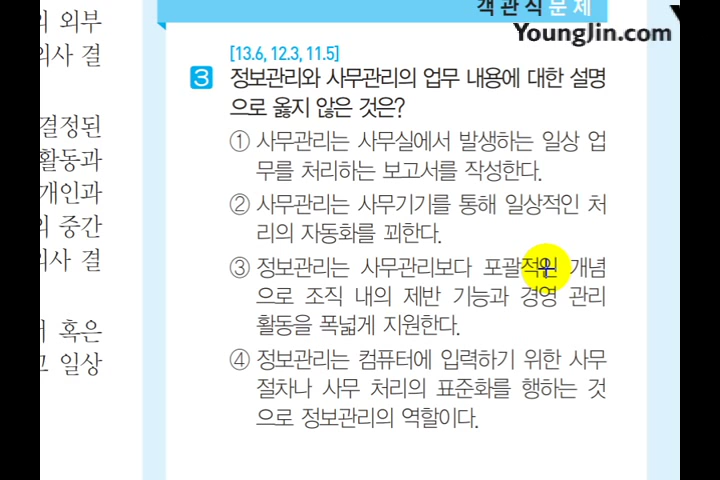 객관식 문제
YoungJin.com
의 외부
의사 결
결정된
활동과
개인과
의 중간
의사 결
혹은
일상
[13.6, 12.3, 11.5]
3 정보관리와 사무관리의 업무 내용에 대한 설명
으로 옳지 않은 것은?
① 사무관리는 사무실에서 발생하는 일상 업
무를 처리하는 보고서를 작성한다.
② 사무관리는 사무기기를 통해 일상적인 처
리의 자동화를 꾀한다.
③ 정보관리는 사무관리보다 포괄적인 개념
으로 조직 내의 제반 기능과 경영 관리
활동을 폭넓게 지원한다.
④ 정보관리는 컴퓨터에 입력하기 위한 사무
절차나 사무 처리의 표준화를 행하는 것
으로 정보관리의 역할이다.